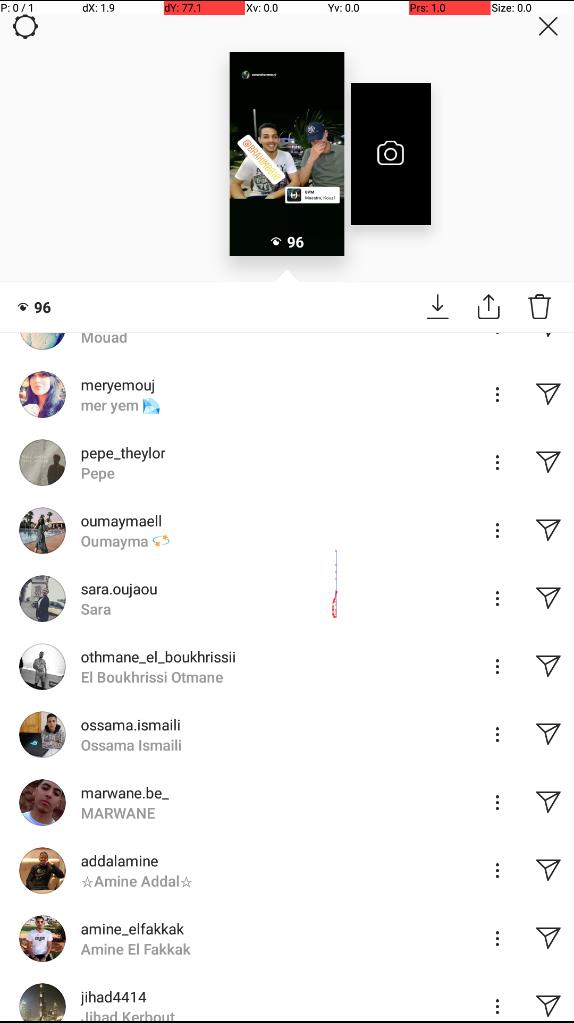 P: 0 / 1 dX: 1.9 dY: 77.1 Xv: 0.0 Yv: 0.0 Prs: 1.0 Size: 0.0
6 PM
96
96
Mouad
meryemouj
mer yem 💎
pepe_theylor
Pepe
oumaymaell
Oumayma 💫
sara.oujaou
Sara
othmane_el_boukhrissii
El Boukhrissi Otmane
ossama.ismaili
Ossama Ismaili
marwane.be_
MARWANE
addalamine
☆Amine Addal☆
amine_elfakkak
Amine El Fakkak
jihad4414
Jihad Kerbout